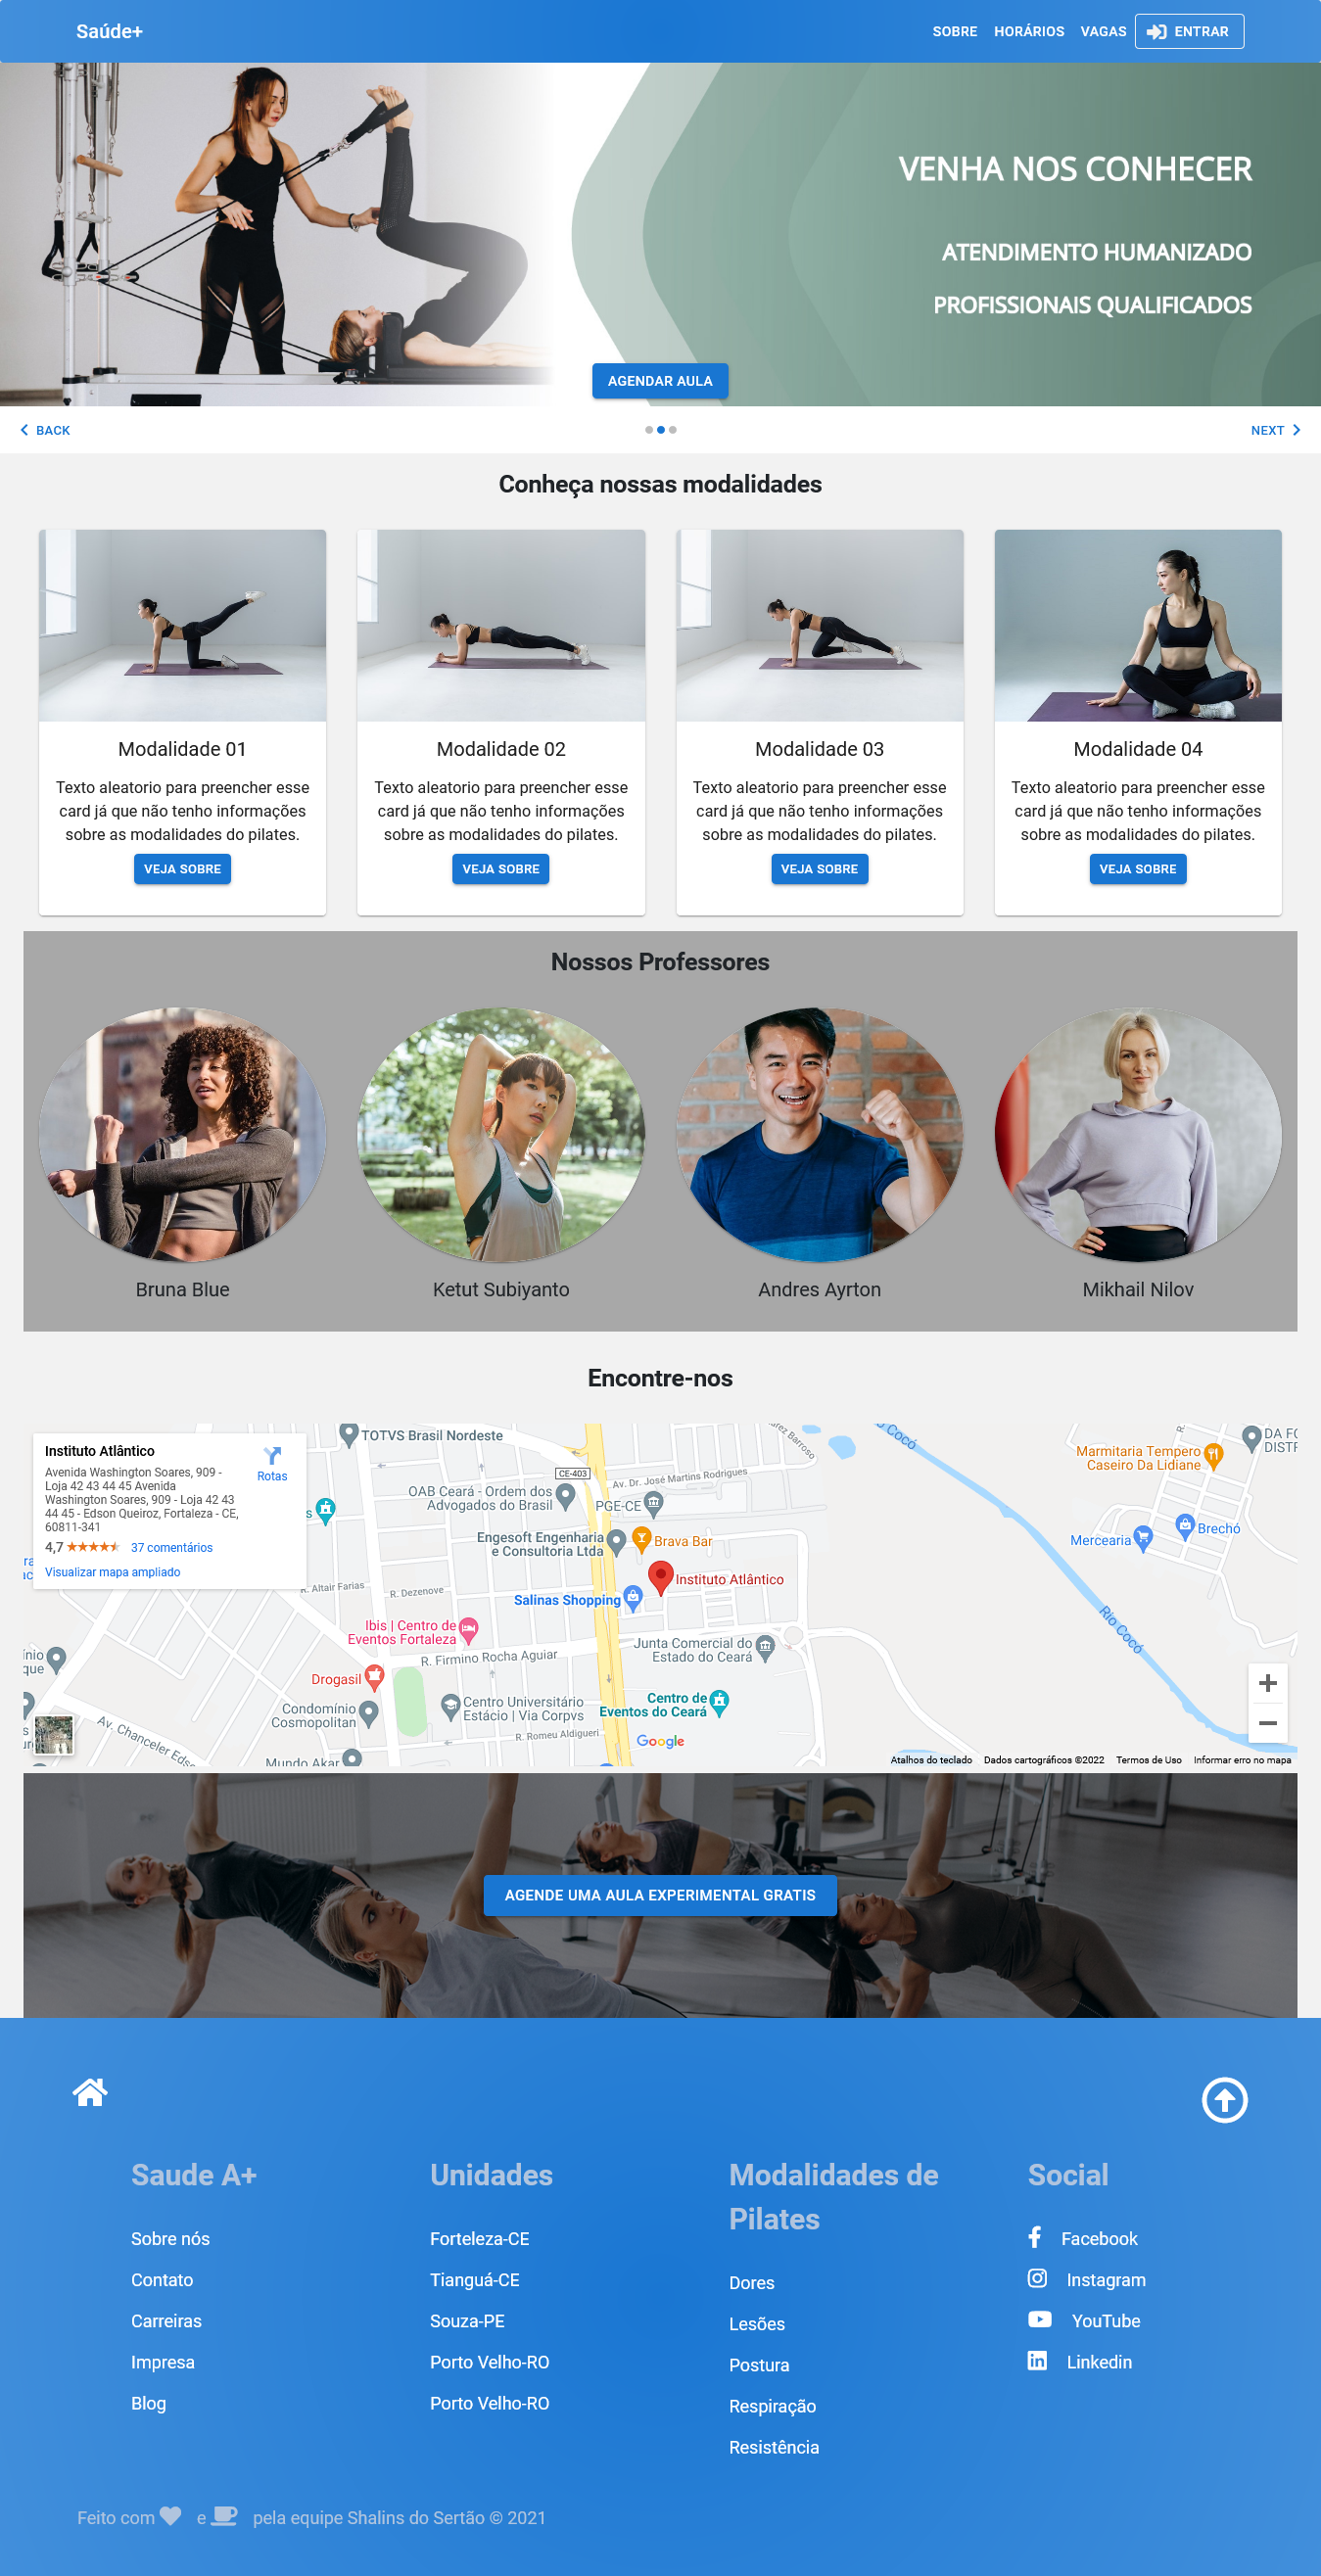 Saúde+
SOBRE
HORÁRIOS
VAGAS
ENTRAR
VENHA NOS CONHECER
ATENDIMENTO HUMANIZADO
PROFISSIONAIS QUALIFICADOS
AGENDAR AULA
BACK
NEXT
Conheça nossas modalidades
Modalidade 01
Texto aleatorio para preencher esse
card já que não tenho informações
sobre as modalidades do pilates.
VEJA SOBRE
Modalidade 02
Texto aleatorio para preencher esse
card já que não tenho informações
sobre as modalidades do pilates.
VEJA SOBRE
Modalidade 03
Texto aleatorio para preencher esse
card já que não tenho informações
sobre as modalidades do pilates.
VEJA SOBRE
Modalidade 04
Texto aleatorio para preencher esse
card já que não tenho informações
sobre as modalidades do pilates.
VEJA SOBRE
Nossos Professores
Bruna Blue
Ketut Subiyanto
Andres Ayrton
Mikhail Nilov
Encontre-nos
Instituto Atlântico
Avenida Washington Soares, 909 -
Loja 42 43 44 45 Avenida
Washington Soares, 909 - Loja 42 43
44 45 - Edson Queiroz, Fortaleza - CE,
60811-341
4,7
37 comentários
Visualizar mapa ampliado
Rotas
TOTVS Brasil Nordeste
CE-403
Av. Dr. José Martins Rodrigues
OAB Ceará - Ordem dos
Advogados do Brasil
PGE-CE
Engesoft Engenharia
e Consultoria Ltda
Brava Bar
Instituto Atlântico
Salinas Shopping
R. Altair Farias
R. Dezenove
Ibis | Centro de
Eventos Fortaleza
Junta Comercial do
Estado do Ceará
R. Firmino Rocha Aguiar
Drogasil
Centro Universitário
Estácio | Via Corpvs
Centro de
Eventos do Ceará
Condomínio
Cosmopolitan
R. Romeu Aldigueri
Av. Chanceler Edso
Mundo Akar
Google
Marmitaria Tempero
Caseiro Da Lidiane
DA FO
DISTR
Mercearia
Brechó
Rio Cocó
Atalhos do teclado
Dados cartográficos ©2022
Termos de Uso
Informar erro no mapa
AGENDE UMA AULA EXPERIMENTAL GRATIS
Saude A+
Sobre nós
Contato
Carreiras
Impresa
Blog
Unidades
Forteleza-CE
Tianguá-CE
Souza-PE
Porto Velho-RO
Porto Velho-RO
Modalidades de
Pilates
Dores
Lesões
Postura
Respiração
Resistência
Social
Facebook
Instagram
YouTube
Linkedin
Feito com e pela equipe Shalins do Sertão © 2021